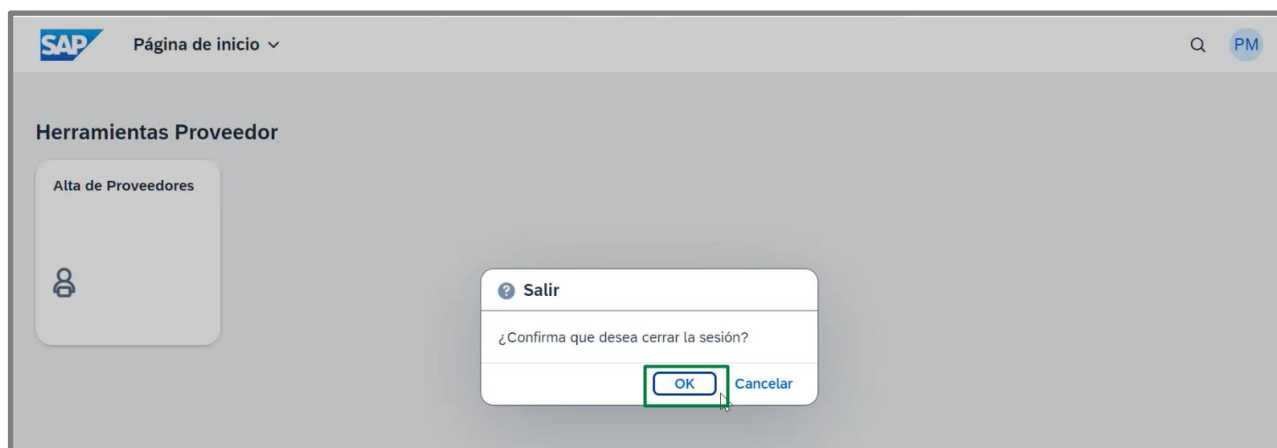 SAP Página de inicio PM
Herramientas Proveedor
Alta de Proveedores
Salir
¿Confirma que desea cerrar la sesión?
OK Cancelar